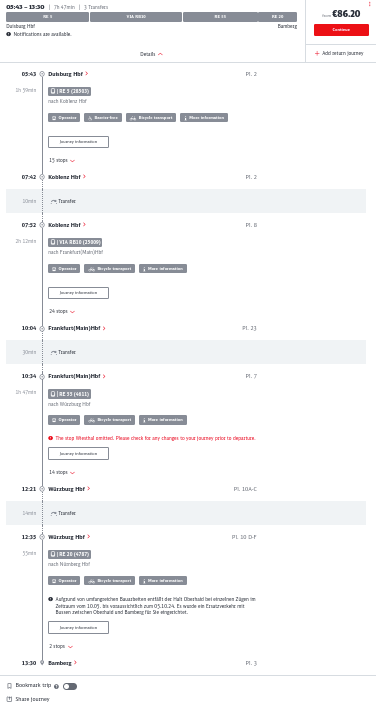 05:43 – 13:30 | 7h 47min | 3 Transfers
RE 5
VIA RB10
RE 55
RE 20
Duisburg Hbf
Bamberg
Notifications are available.
€86.20
Continue
+ Add return journey
Details
05:43 Duisburg Hbf Pl. 2
1h 59min
RE 5 (28503)
nach Koblenz Hbf
Operator
Barrier-free
Bicycle transport
More information
Journey information
15 stops
07:42 Koblenz Hbf Pl. 2
10min Transfer
07:52 Koblenz Hbf Pl. 8
2h 12min
nach Frankfurt(Main)Hbf
Operator
Bicycle transport
More information
Journey information
24 stops
10:04 Frankfurt(Main)Hbf Pl. 23
30min Transfer
10:34 Frankfurt(Main)Hbf Pl. 7
1h 47min
RE 55 (4611)
nach Würzburg Hbf
Operator
Bicycle transport
More information
The stop Wiesthal omitted. Please check for any changes to your journey prior to departure.
Journey information
14 stops
12:21 Würzburg Hbf Pl. 10A-C
14min Transfer
12:35 Würzburg Hbf Pl. 10 D-F
55min
RE 20 (4787)
nach Nürnberg Hbf
Operator
Bicycle transport
More information
Aufgrund von umfangreichen Bauarbeiten entfällt der Halt Oberhaid bei einzelnen Zügen im
Zeitraum vom 10.05. bis voraussichtlich zum 05.10.24. Es wurde ein Ersatzverkehr mit
Bussen zwischen Oberhaid und Bamberg für Sie eingerichtet.
Journey information
2 stops
13:30 Bamberg Pl. 3
Bookmark trip
Share journey